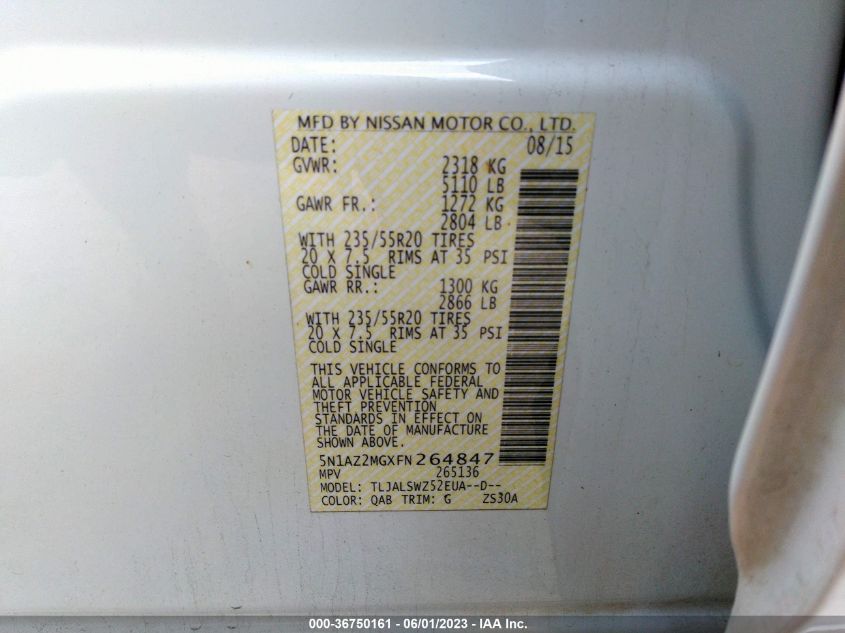 MFD BY NISSAN MOTOR CO., LTD.
DATE: 08/15
GVWR: 2318 KG
5110 LB
GAWR FR.: 1272 KG
2804 LB
WITH 235/55R20 TIRES
20 X 7.5 RIMS AT 35 PSI
COLD SINGLE
GAWR RR.: 1300 KG
2866 LB
WITH 235/55R20 TIRES
20 X 7.5 RIMS AT 35 PSI
COLD SINGLE
THIS VEHICLE CONFORMS TO
ALL APPLICABLE FEDERAL
MOTOR VEHICLE SAFETY AND
THEFT PREVENTION
STANDARDS IN EFFECT ON
THE DATE OF MANUFACTURE
SHOWN ABOVE.
5N1AZ2MGXFN264847
MPV 265136
MODEL: TLJALSWZ52EUA--D--
COLOR: QAB TRIM: G ZS30A
000-36750161 - 06/01/2023 - IAA Inc.